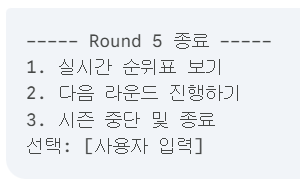 ----- Round 5 종료 -----
1. 실시간 순위표 보기
2. 다음 라운드 진행하기
3. 시즌 중단 및 종료
선택: [사용자 입력]